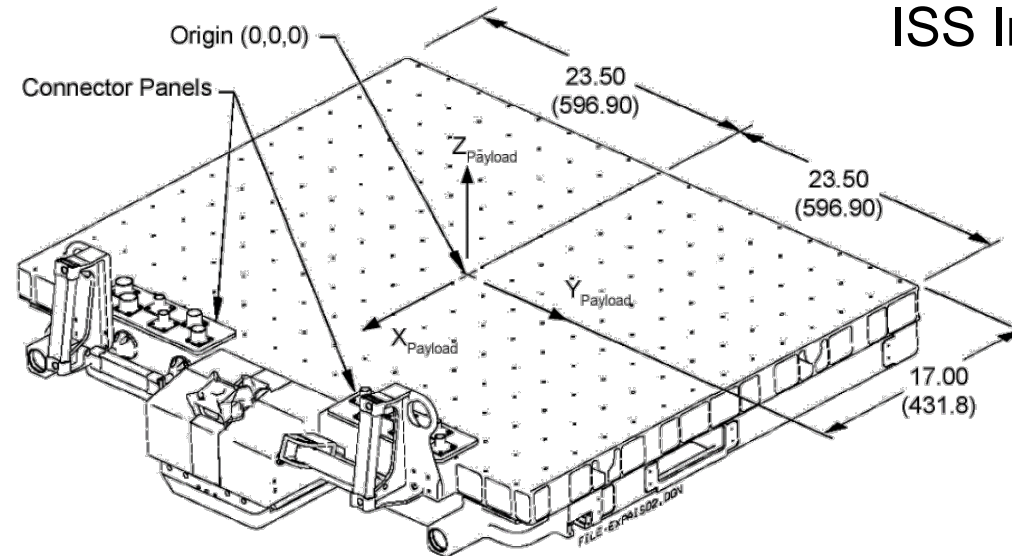 ISS I
Origin (0,0,0)
Connector Panels
23.50
(596.90)
Z Payload
23.50
(596.90)
Y Payload
X Payload
17.00
(431.8)
FILE-EXPAIS02.DGN